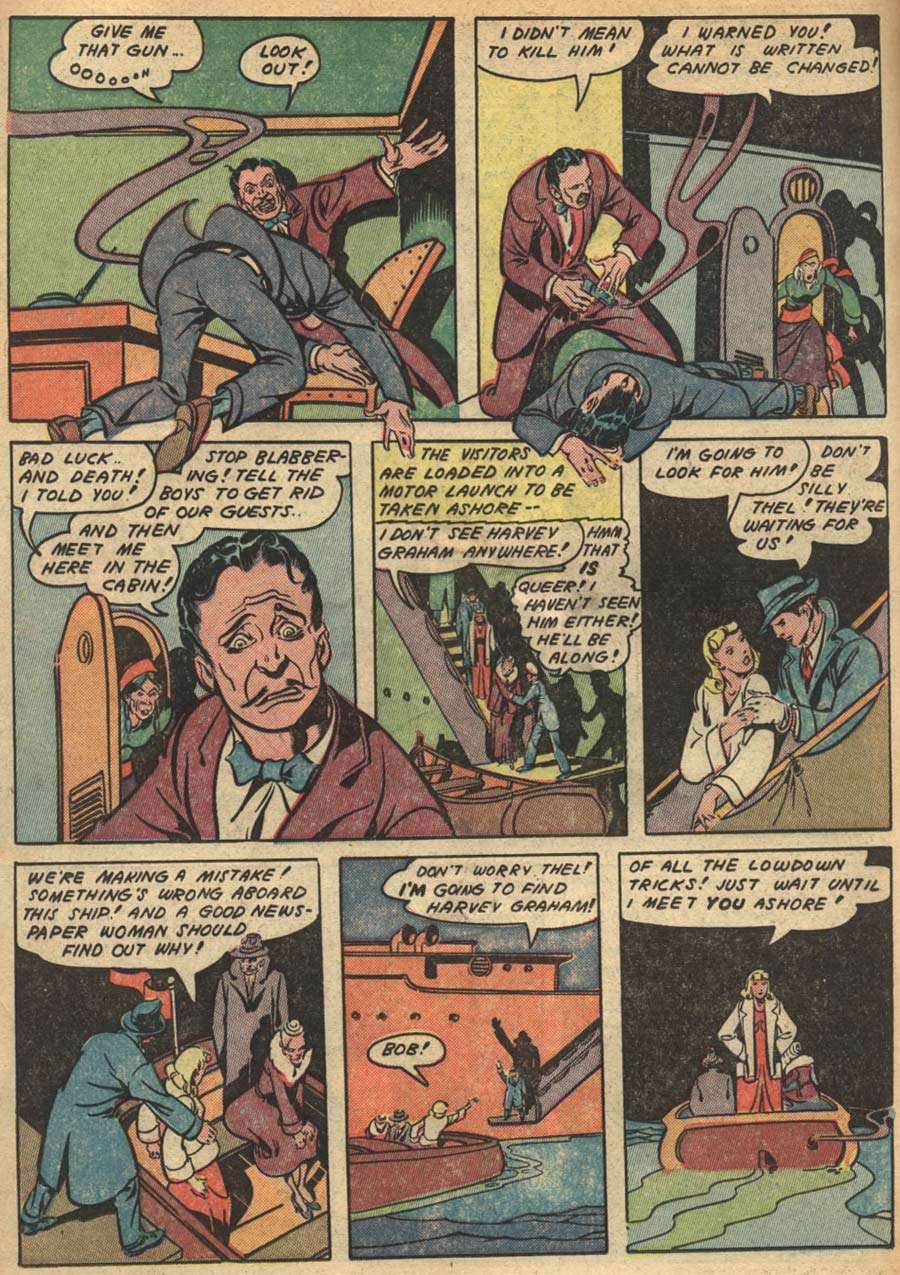 GIVE ME
THAT GUN...
OOOOOOH
LOOK
OUT!
I DIDN'T MEAN
TO KILL HIM!
I WARNED YOU!
WHAT IS WRITTEN
CANNOT BE CHANGED!
BAD LUCK..
AND DEATH!
I TOLD YOU!
STOP BLABBER-
ING! TELL THE
BOYS TO GET RID
OF OUR GUESTS..
AND THEN
MEET ME
HERE IN THE
CABIN!
THE VISITORS
ARE LOADED INTO A
MOTOR LAUNCH TO BE
TAKEN ASHORE--
I DON'T SEE HARVEY
GRAHAM ANYWHERE!
HMM
THAT
IS
QUEER! I
HAVEN'T SEEN
HIM EITHER!
HE'LL BE
ALONG!
I'M GOING TO
LOOK FOR HIM!
DON'T
BE
SILLY
THEL! THEY'RE
WAITING FOR
US!
WE'RE MAKING A MISTAKE!
SOMETHING'S WRONG ABOARD
THIS SHIP! AND A GOOD NEWS-
PAPER WOMAN SHOULD
FIND OUT WHY!
DON'T WORRY THEL!
I'M GOING TO FIND
HARVEY GRAHAM!
BOB!
OF ALL THE LOWDOWN
TRICKS! JUST WAIT UNTIL
I MEET YOU ASHORE!